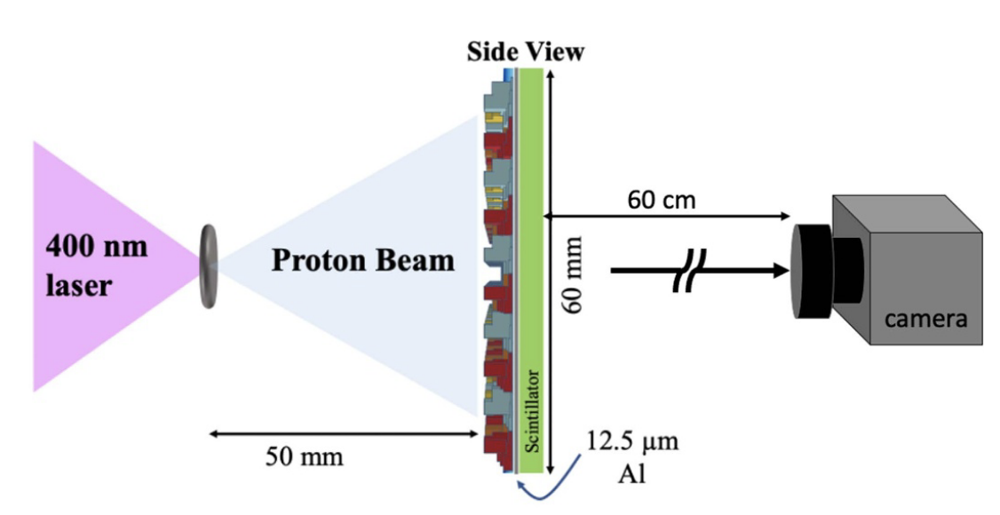 Side View
400 nm
laser
Proton Beam
60 cm
60 mm
camera
Scintillator
50 mm
12.5 µm
Al